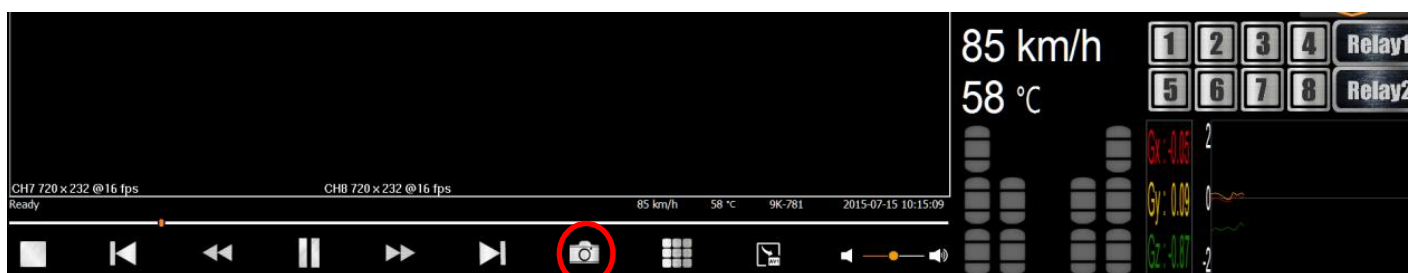 85 km/h
58 °C
1 2 3 4 Relay1
5 6 7 8 Relay2
Gx : -0.05
Gy : 0.09
Gz : -0.87
2
0
-2
CH7 720 x 232 @16 fps
CH8 720 x 232 @16 fps
Ready
85 km/h 58 °C 9K-781 2015-07-15 10:15:09
AVI